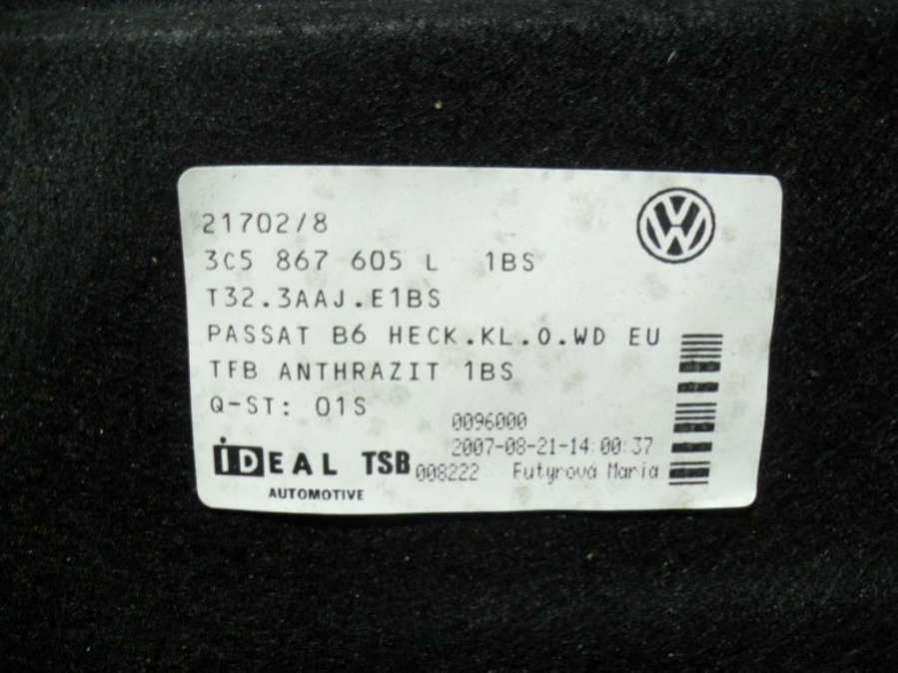 21702/8
3C5 867 605 L 1BS
T32.3AAJ.E1BS
PASSAT B6 HECK.KL.O.WD EU
TFB ANTHRAZIT 1BS
Q-ST: 01S
0096000
2007-08-21-14:00:37
IDEAL TSB 008222 Futyrová Maria
AUTOMOTIVE
VW